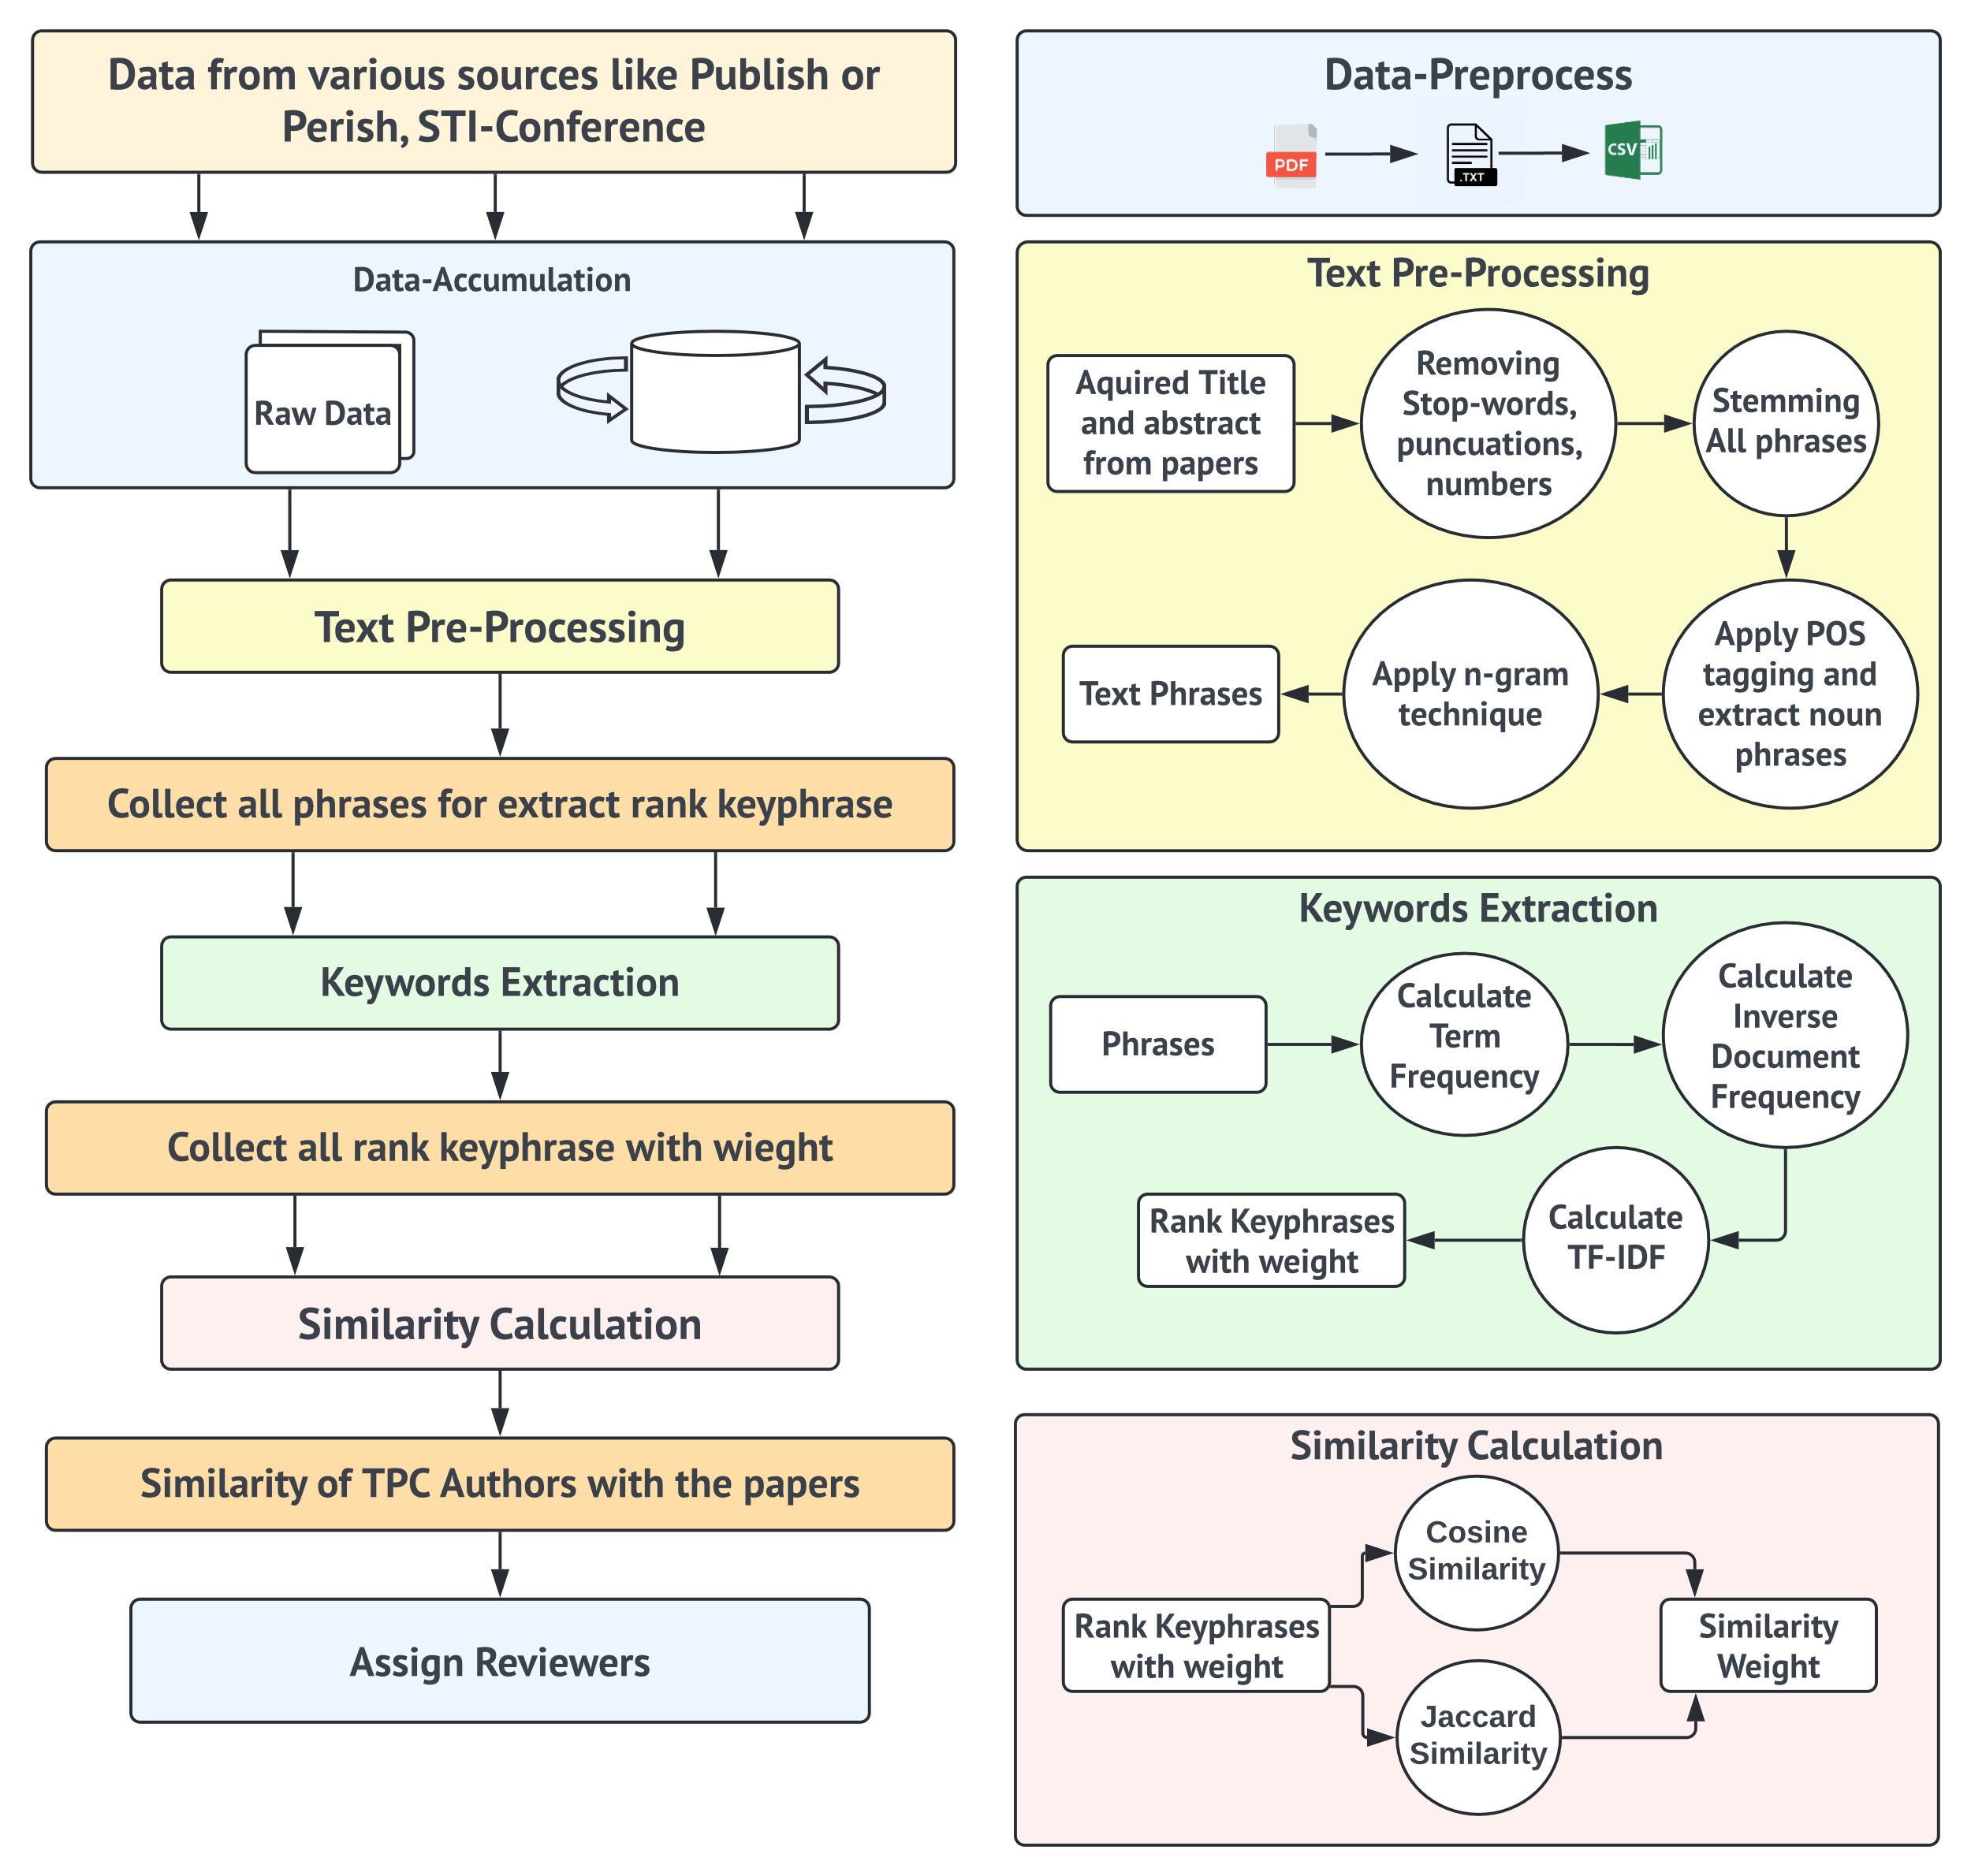 Data from various sources like Publish or
Perish, STI-Conference
Data-Accumulation
Raw Data
Text Pre-Processing
Collect all phrases for extract rank keyphrase
Keywords Extraction
Collect all rank keyphrase with wieght
Similarity Calculation
Similarity of TPC Authors with the papers
Assign Reviewers
Data-Preprocess
PDF
.TXT
CSV
Text Pre-Processing
Aquired Title
and abstract
from papers
Removing
Stop-words,
puncuations,
numbers
Stemming
All phrases
Apply POS
tagging and
extract noun
phrases
Apply n-gram
technique
Text Phrases
Keywords Extraction
Phrases
Calculate
Term
Frequency
Calculate
Inverse
Document
Frequency
Calculate
TF-IDF
Rank Keyphrases
with weight
Similarity Calculation
Rank Keyphrases
with weight
Cosine
Similarity
Jaccard
Similarity
Similarity
Weight